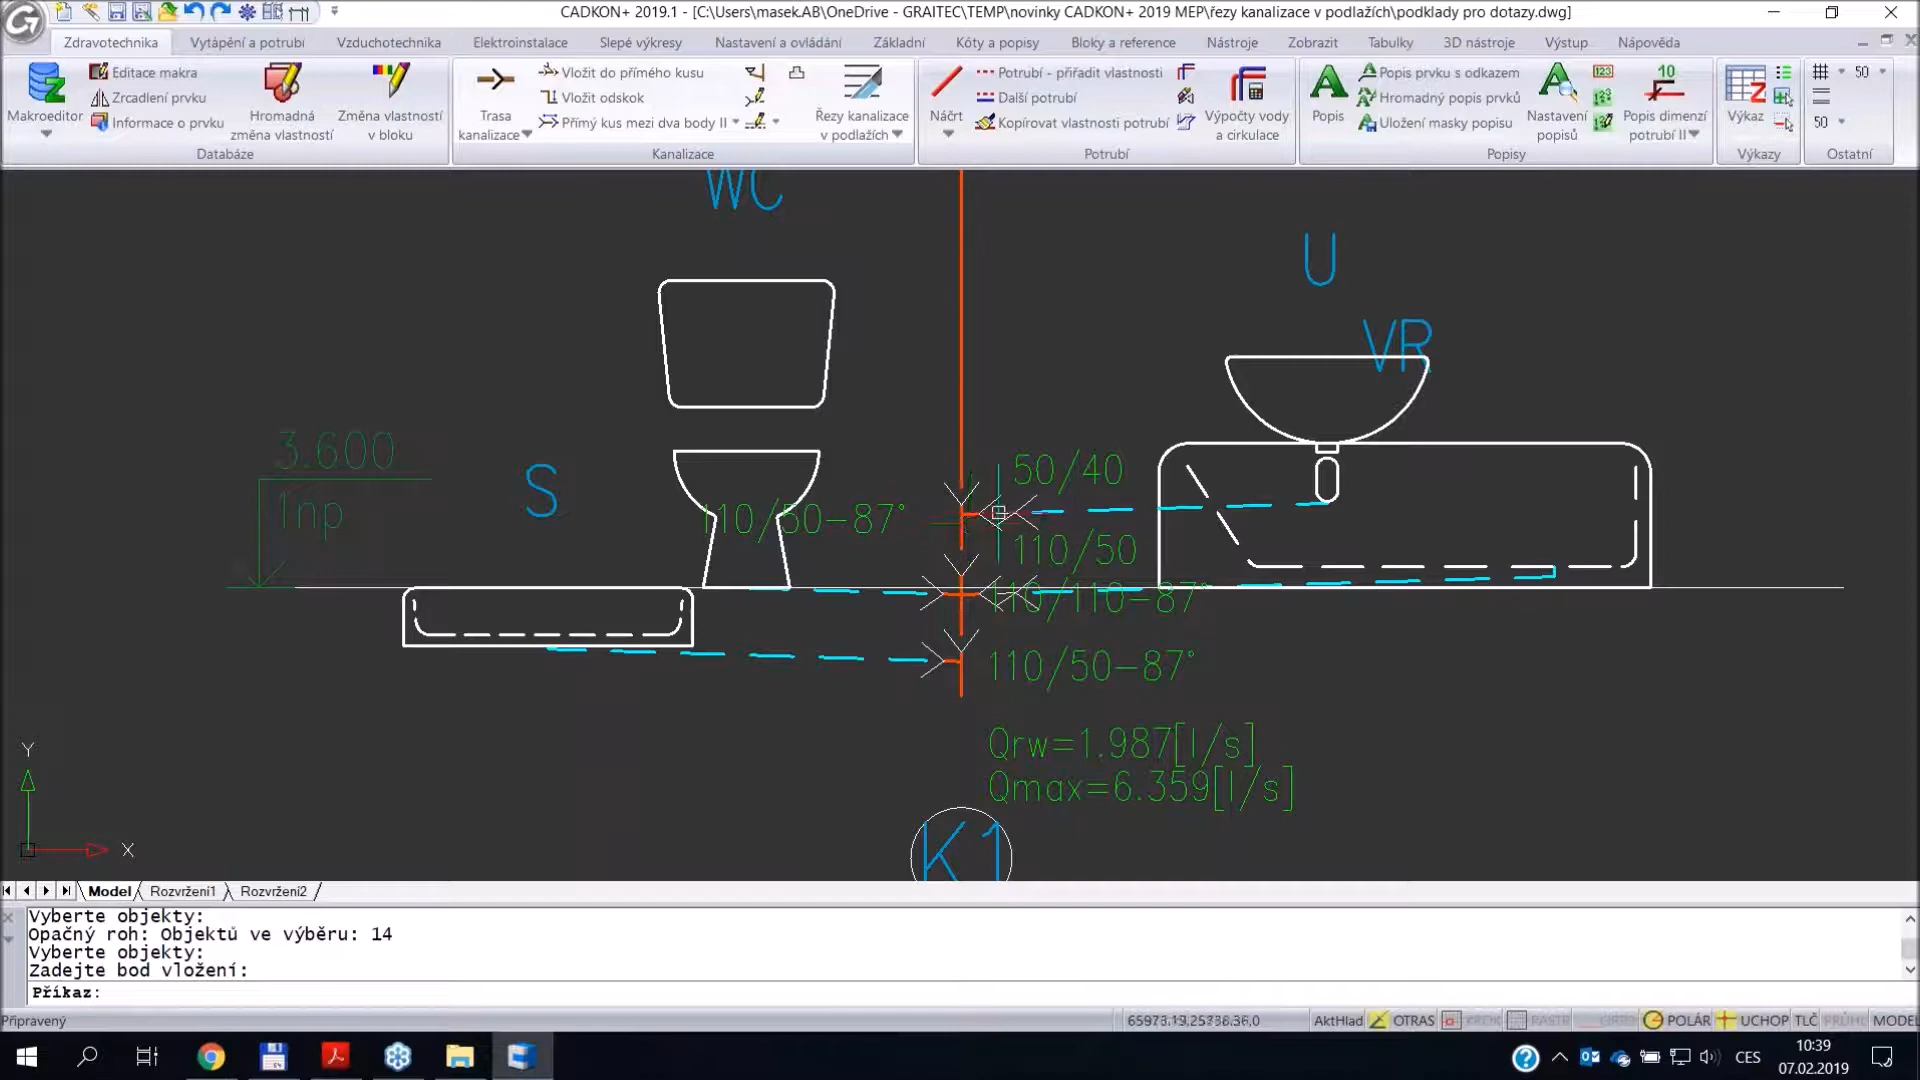 CADKON+ 2019.1 - [C:\Users\masek.AB\OneDrive - GRAITEC\TEMP\novinky CADKON+ 2019 MEP\řezy kanalizace v podlažích\podklady pro dotazy.dwg]
Zdravotechnika Vytápění a potrubí Vzduchotechnika Elektroinstalace Slepé výkresy Nastavení a ovládání Základní Kóty a popisy Bloky a reference Nástroje Zobrazit Tabulky 3D nástroje Výstup Nápověda
Makroeditor
Editace makra
Zrcadlení prvku
Informace o prvku
Hromadná
změna vlastností
Změna vlastností
v bloku
Databáze
Trasa
kanalizace
Vložit do přímého kusu
Vložit odskok
Přímý kus mezi dva body II
Řezy kanalizace
v podlažích
Kanalizace
Náčrt
Potrubí - přiřadit vlastnosti
Další potrubí
Kopírovat vlastnosti potrubí
Výpočty vody
a cirkulace
Potrubí
Popis
Popis prvku s odkazem
Hromadný popis prvků
Uložení masky popisu
Nastavení
popisů
Popis dimenzí
potrubí II
Popisy
Výkaz
Výkazy
50
50
Ostatní
WC
U
VR
3.600
1np
S
50/40
110/50-87°
110/50
110/110-87°
110/50-87°
Qrw=1.987[l/s]
Qmax=6.359[l/s]
K1
Y
X
Model Rozvržení1 Rozvržení2
Vyberte objekty:
Opačný roh: Objektů ve výběru: 14
Vyberte objekty:
Zadejte bod vložení:
Příkaz:
Připravený
AktHlad OTRAS POLÁR UCHOP TLČ MODEL
CES
10:39
07.02.2019